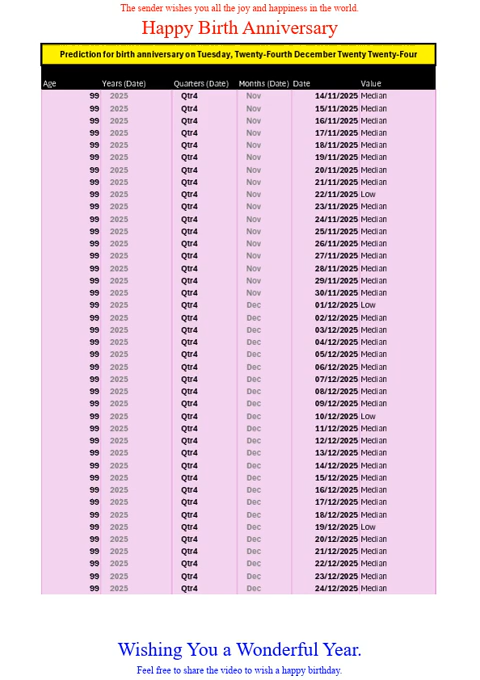 The sender wishes you all the joy and happiness in the world.
Happy Birth Anniversary
Prediction for birth anniversary on Tuesday, Twenty-Fourth December Twenty Twenty-Four
Age Years (Date) Quarters (Date) Months (Date) Date Value
99 2025 Qtr4 Nov 14/11/2025 Median
99 2025 Qtr4 Nov 15/11/2025 Median
99 2025 Qtr4 Nov 16/11/2025 Median
99 2025 Qtr4 Nov 17/11/2025 Median
99 2025 Qtr4 Nov 18/11/2025 Median
99 2025 Qtr4 Nov 19/11/2025 Median
99 2025 Qtr4 Nov 20/11/2025 Median
99 2025 Qtr4 Nov 21/11/2025 Median
99 2025 Qtr4 Nov 22/11/2025 Low
99 2025 Qtr4 Nov 23/11/2025 Median
99 2025 Qtr4 Nov 24/11/2025 Median
99 2025 Qtr4 Nov 25/11/2025 Median
99 2025 Qtr4 Nov 26/11/2025 Median
99 2025 Qtr4 Nov 27/11/2025 Median
99 2025 Qtr4 Nov 28/11/2025 Median
99 2025 Qtr4 Nov 29/11/2025 Median
99 2025 Qtr4 Nov 30/11/2025 Median
99 2025 Qtr4 Dec 01/12/2025 Low
99 2025 Qtr4 Dec 02/12/2025 Median
99 2025 Qtr4 Dec 03/12/2025 Median
99 2025 Qtr4 Dec 04/12/2025 Median
99 2025 Qtr4 Dec 05/12/2025 Median
99 2025 Qtr4 Dec 06/12/2025 Median
99 2025 Qtr4 Dec 07/12/2025 Median
99 2025 Qtr4 Dec 08/12/2025 Median
99 2025 Qtr4 Dec 09/12/2025 Median
99 2025 Qtr4 Dec 10/12/2025 Low
99 2025 Qtr4 Dec 11/12/2025 Median
99 2025 Qtr4 Dec 12/12/2025 Median
99 2025 Qtr4 Dec 13/12/2025 Median
99 2025 Qtr4 Dec 14/12/2025 Median
99 2025 Qtr4 Dec 15/12/2025 Median
99 2025 Qtr4 Dec 16/12/2025 Median
99 2025 Qtr4 Dec 17/12/2025 Median
99 2025 Qtr4 Dec 18/12/2025 Median
99 2025 Qtr4 Dec 19/12/2025 Low
99 2025 Qtr4 Dec 20/12/2025 Median
99 2025 Qtr4 Dec 21/12/2025 Median
99 2025 Qtr4 Dec 22/12/2025 Median
99 2025 Qtr4 Dec 23/12/2025 Median
99 2025 Qtr4 Dec 24/12/2025 Median
Wishing You a Wonderful Year.
Feel free to share the video to wish a happy birthday.